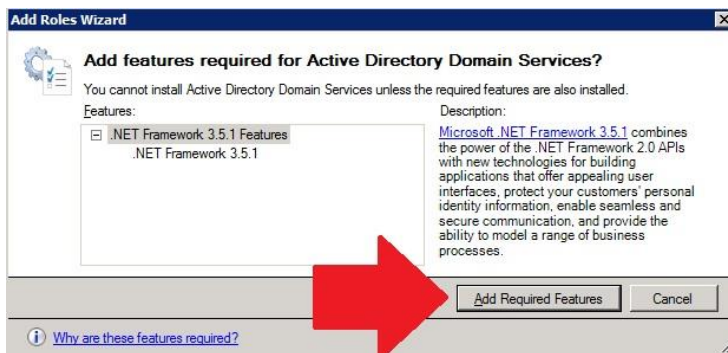 Add Roles Wizard
Add features required for Active Directory Domain Services?
You cannot install Active Directory Domain Services unless the required features are also installed.
Features:
.NET Framework 3.5.1 Features
.NET Framework 3.5.1
Description:
Microsoft .NET Framework 3.5.1 combines
the power of the .NET Framework 2.0 APIs
with new technologies for building
applications that offer appealing user
interfaces, protect your customers' personal
identity information, enable seamless and
secure communication, and provide the
ability to model a range of business
processes.
Add Required Features
Cancel
Why are these features required?